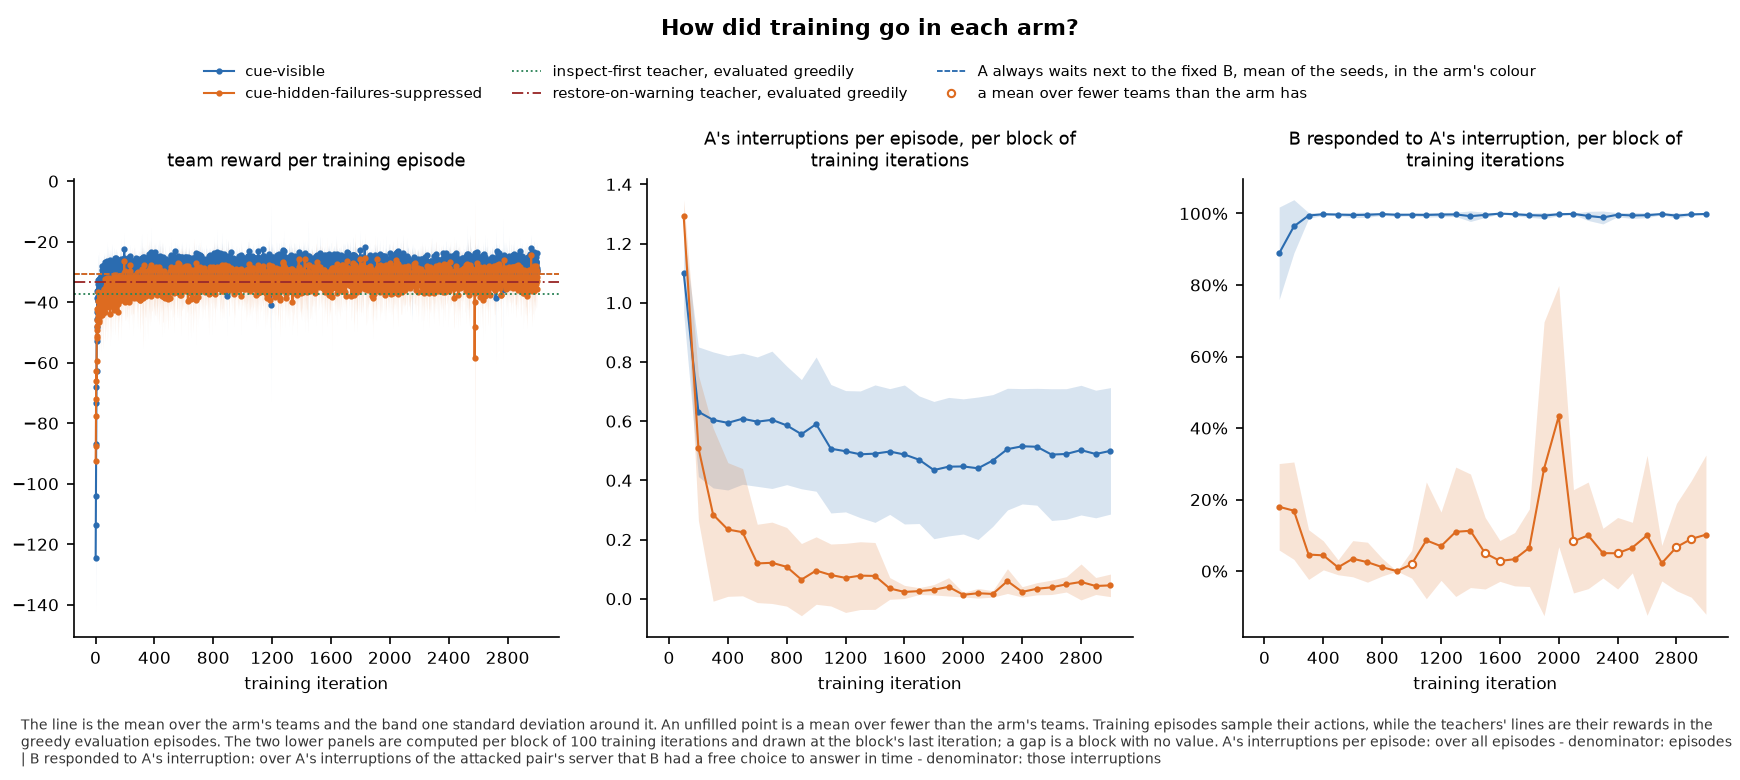 How did training go in each arm?
cue-visible
cue-hidden-failures-suppressed
inspect-first teacher, evaluated greedily
restore-on-warning teacher, evaluated greedily
A always waits next to the fixed B, mean of the seeds, in the arm's colour
a mean over fewer teams than the arm has
team reward per training episode
0
−20
−40
−60
−80
−100
−120
−140
0 400 800 1200 1600 2000 2400 2800
training iteration
A's interruptions per episode, per block of
training iterations
1.4
1.2
1.0
0.8
0.6
0.4
0.2
0.0
0 400 800 1200 1600 2000 2400 2800
training iteration
B responded to A's interruption, per block of
training iterations
100%
80%
60%
40%
20%
0%
0 400 800 1200 1600 2000 2400 2800
training iteration
The line is the mean over the arm's teams and the band one standard deviation around it. An unfilled point is a mean over fewer than the arm's teams. Training episodes sample their actions, while the teachers' lines are their rewards in the
greedy evaluation episodes. The two lower panels are computed per block of 100 training iterations and drawn at the block's last iteration; a gap is a block with no value. A's interruptions per episode: over all episodes - denominator: episodes
| B responded to A's interruption: over A's interruptions of the attacked pair's server that B had a free choice to answer in time - denominator: those interruptions